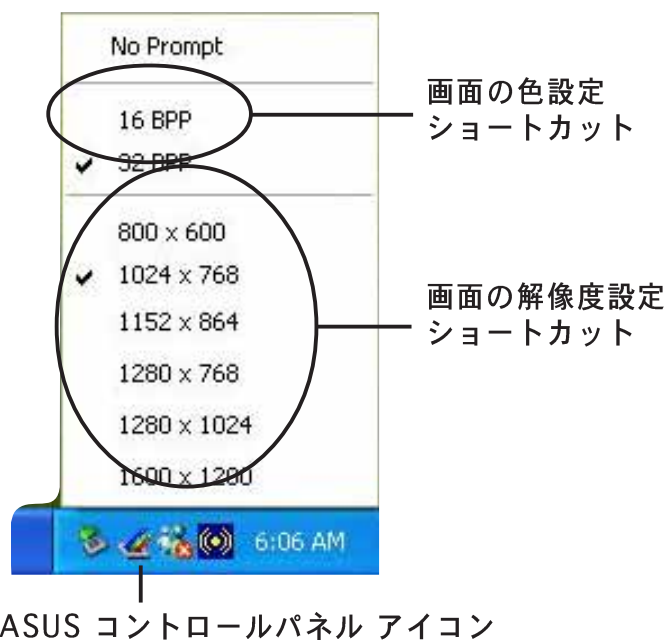 No Prompt
16 BPP
32 BPP
800 x 600
1024 x 768
1152 x 864
1280 x 768
1280 x 1024
1600 x 1200
6:06 AM
画面の色設定
ショートカット
画面の解像度設定
ショートカット
ASUS コントロールパネル アイコン